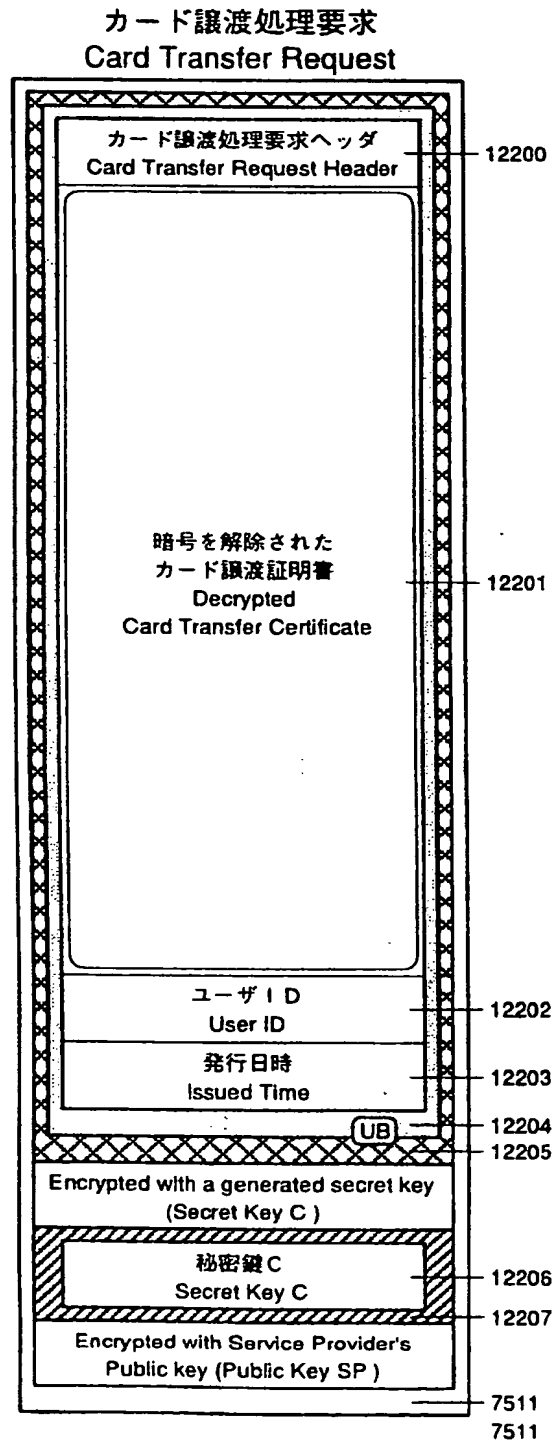 カード譲渡処理要求
Card Transfer Request
カード譲渡処理要求ヘッダ
Card Transfer Request Header
12200
暗号を解除された
カード譲渡証明書
Decrypted
Card Transfer Certificate
12201
ユーザID
User ID
12202
発行日時
Issued Time
12203
UB
12204
12205
Encrypted with a generated secret key
(Secret Key C )
秘密鍵C
Secret Key C
12206
12207
Encrypted with Service Provider's
Public key (Public Key SP )
7511
7511